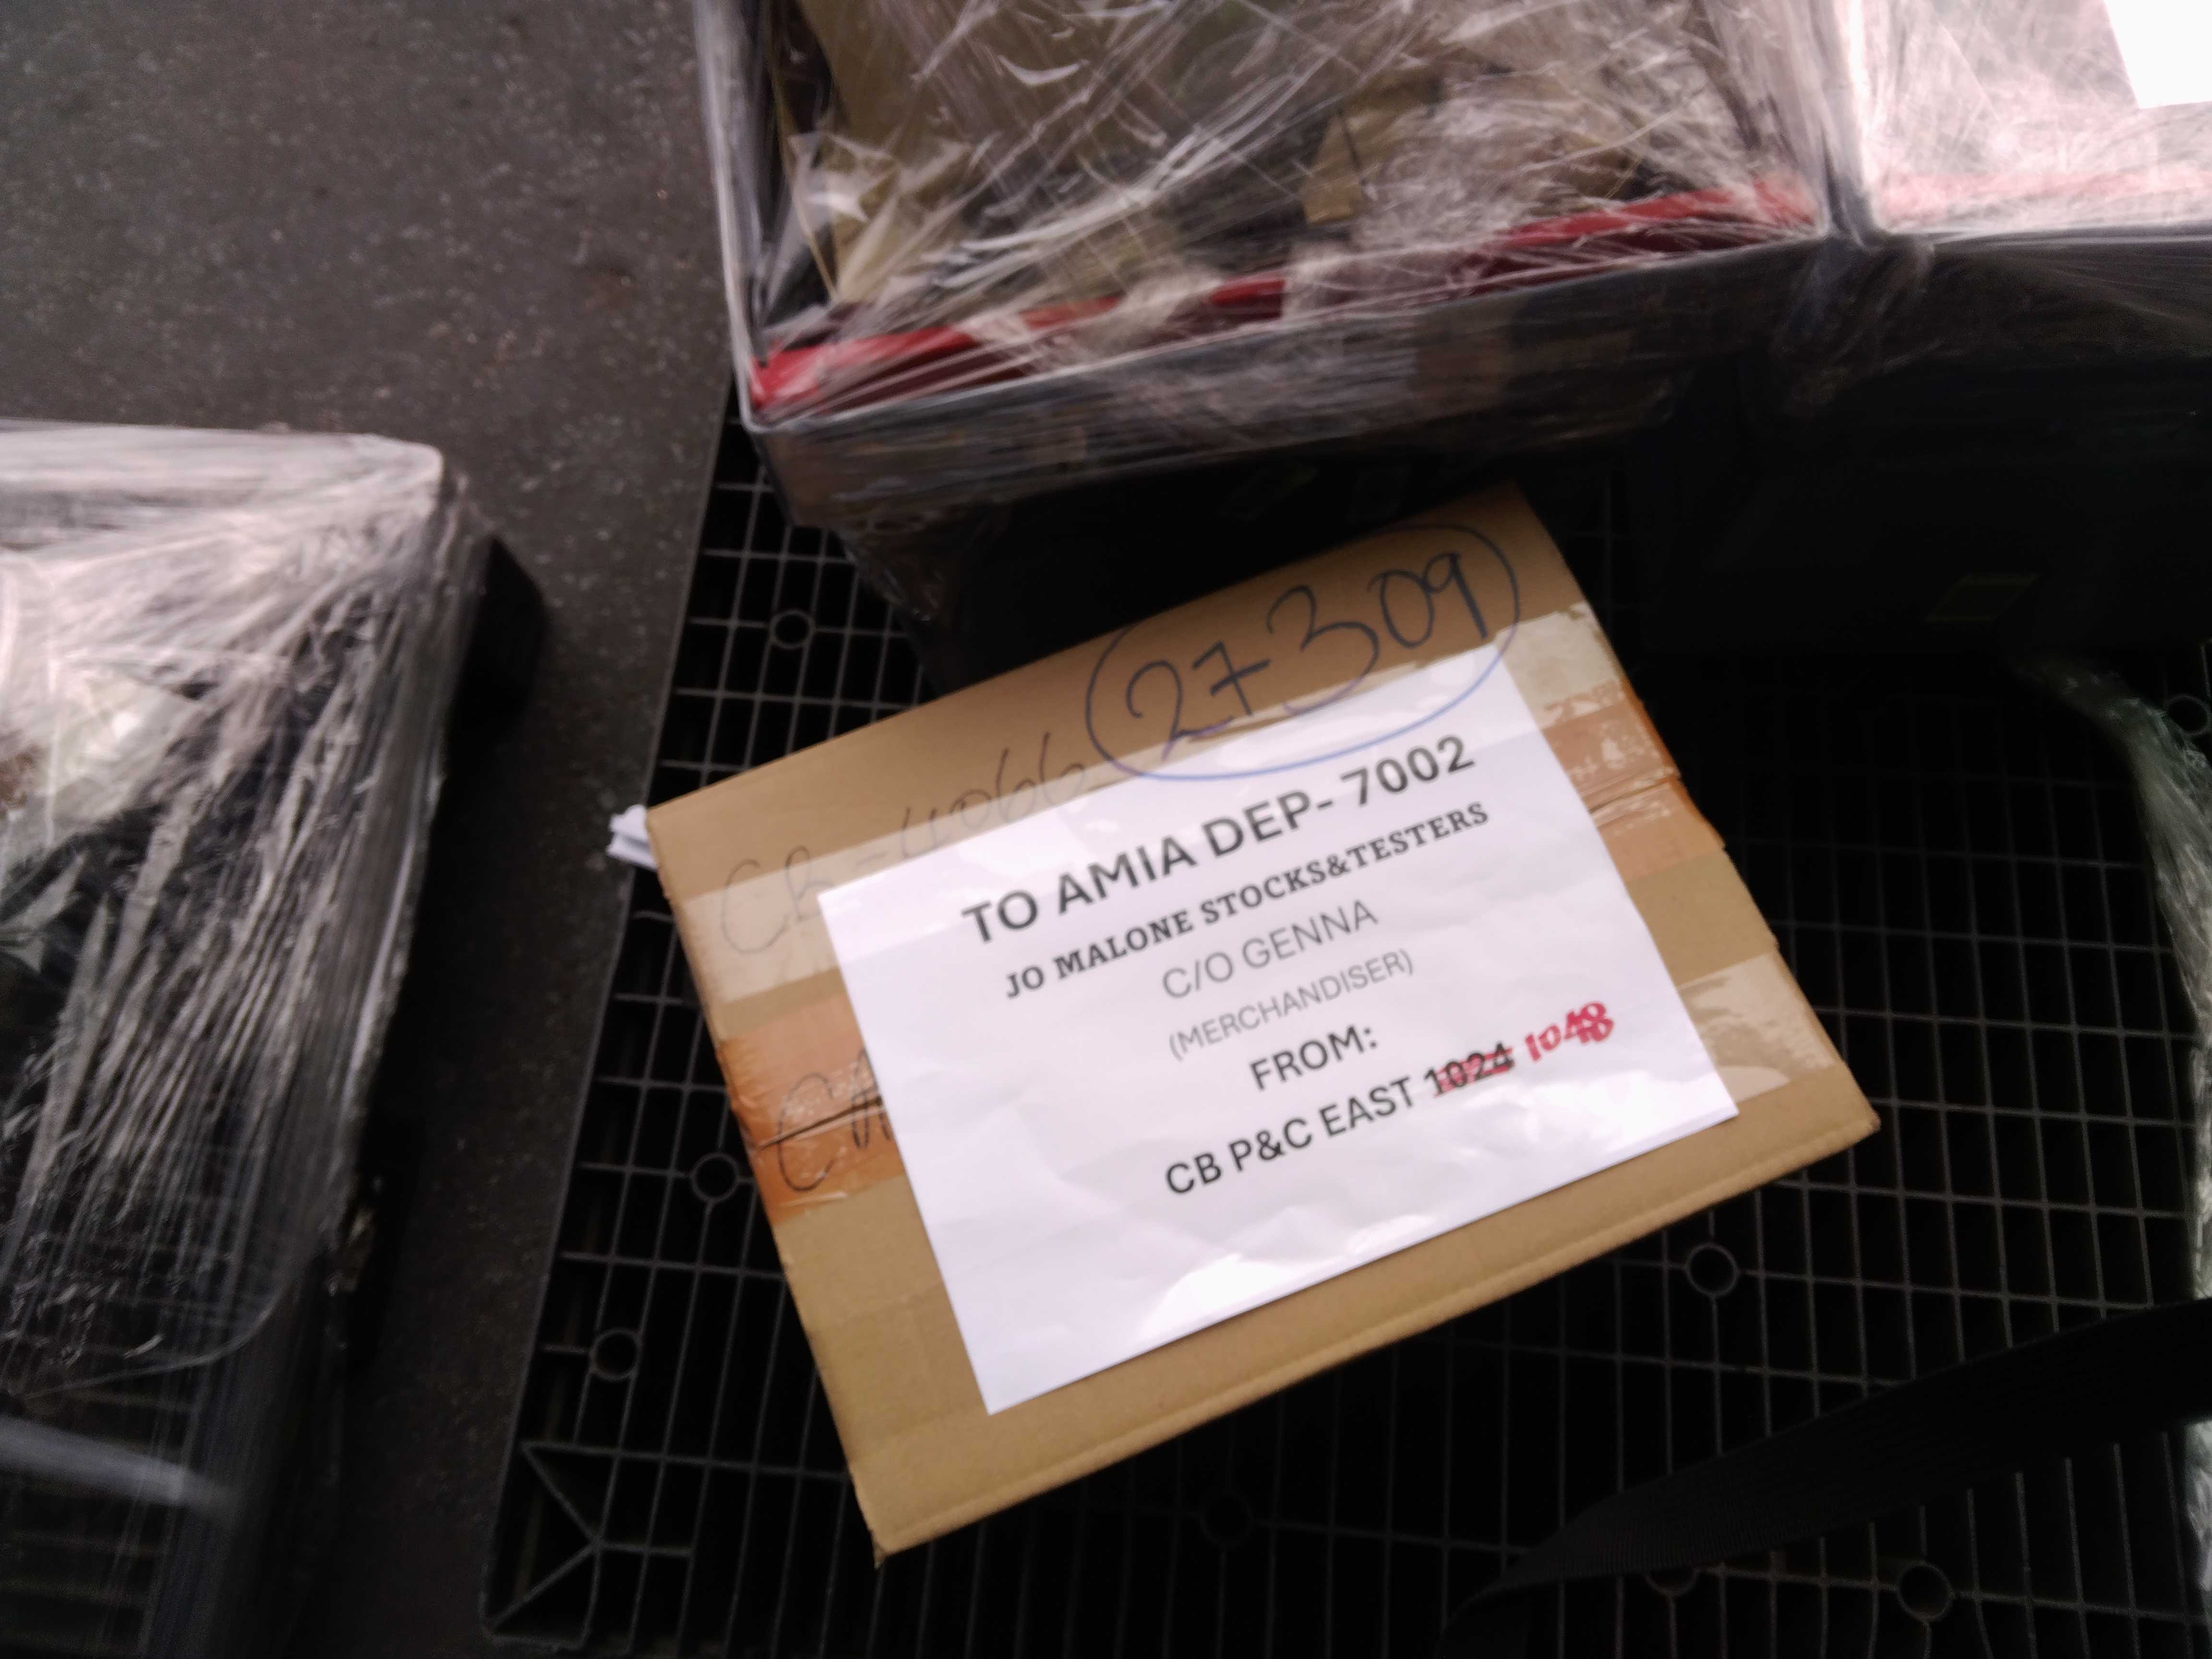 27309
CB-4066
TO AMIA DEP- 7002
JO MALONE STOCKS&TESTERS
C/O GENNA
(MERCHANDISER)
FROM:
CB P&C EAST 1024 1048